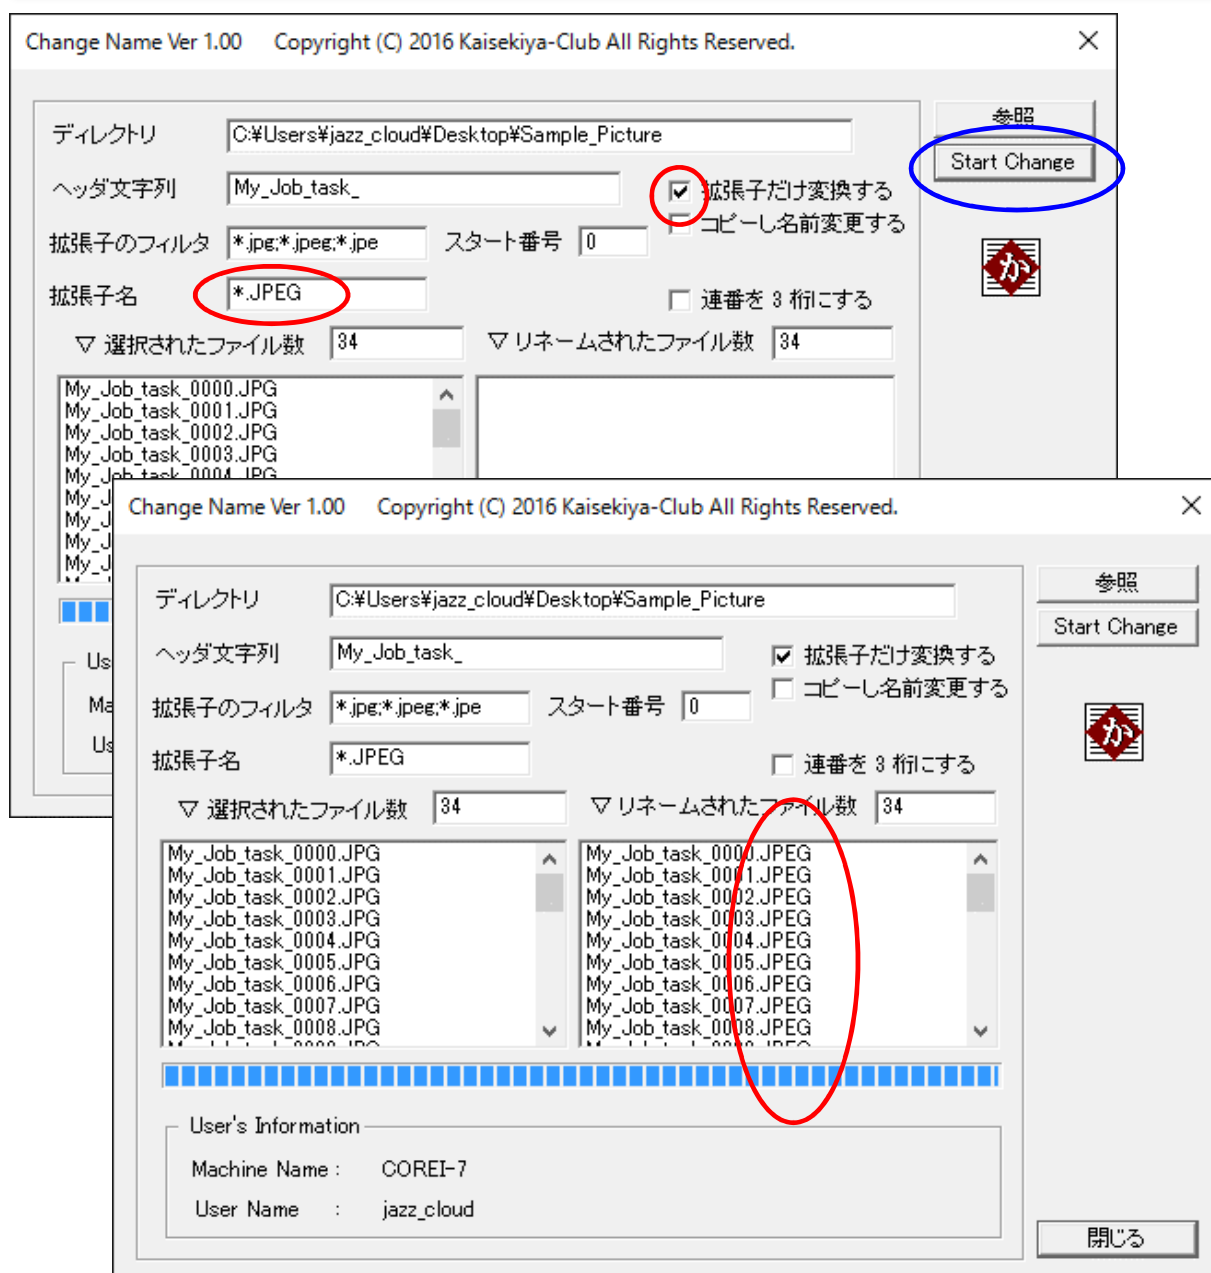 Change Name Ver 1.00 Copyright (C) 2016 Kaisekiya-Club All Rights Reserved.
ディレクトリ C:¥Users¥jazz_cloud¥Desktop¥Sample_Picture 参照
Start Change
ヘッダ文字列 My_Job_task_ 拡張子だけ変換する
コピーし名前変更する
拡張子のフィルタ *.jpg;*.jpeg;*.jpe スタート番号 0
か
拡張子名 *.JPEG 連番を 3 桁にする
▽ 選択されたファイル数 34 ▽ リネームされたファイル数 34
My_Job_task_0000.JPG
My_Job_task_0001.JPG
My_Job_task_0002.JPG
My_Job_task_0003.JPG
My_Job_task_0004.JPG
My_J
My_J
My_J
My_J
Us
Ma
Us
Change Name Ver 1.00 Copyright (C) 2016 Kaisekiya-Club All Rights Reserved.
ディレクトリ C:¥Users¥jazz_cloud¥Desktop¥Sample_Picture 参照
Start Change
ヘッダ文字列 My_Job_task_ 拡張子だけ変換する
コピーし名前変更する
拡張子のフィルタ *.jpg;*.jpeg;*.jpe スタート番号 0
か
拡張子名 *.JPEG 連番を 3 桁にする
▽ 選択されたファイル数 34 ▽ リネームされたファイル数 34
My_Job_task_0000.JPG My_Job_task_0000.JPEG
My_Job_task_0001.JPG My_Job_task_0001.JPEG
My_Job_task_0002.JPG My_Job_task_0002.JPEG
My_Job_task_0003.JPG My_Job_task_0003.JPEG
My_Job_task_0004.JPG My_Job_task_0004.JPEG
My_Job_task_0005.JPG My_Job_task_0005.JPEG
My_Job_task_0006.JPG My_Job_task_0006.JPEG
My_Job_task_0007.JPG My_Job_task_0007.JPEG
My_Job_task_0008.JPG My_Job_task_0008.JPEG
User's Information
Machine Name : COREI-7
User Name : jazz_cloud
閉じる